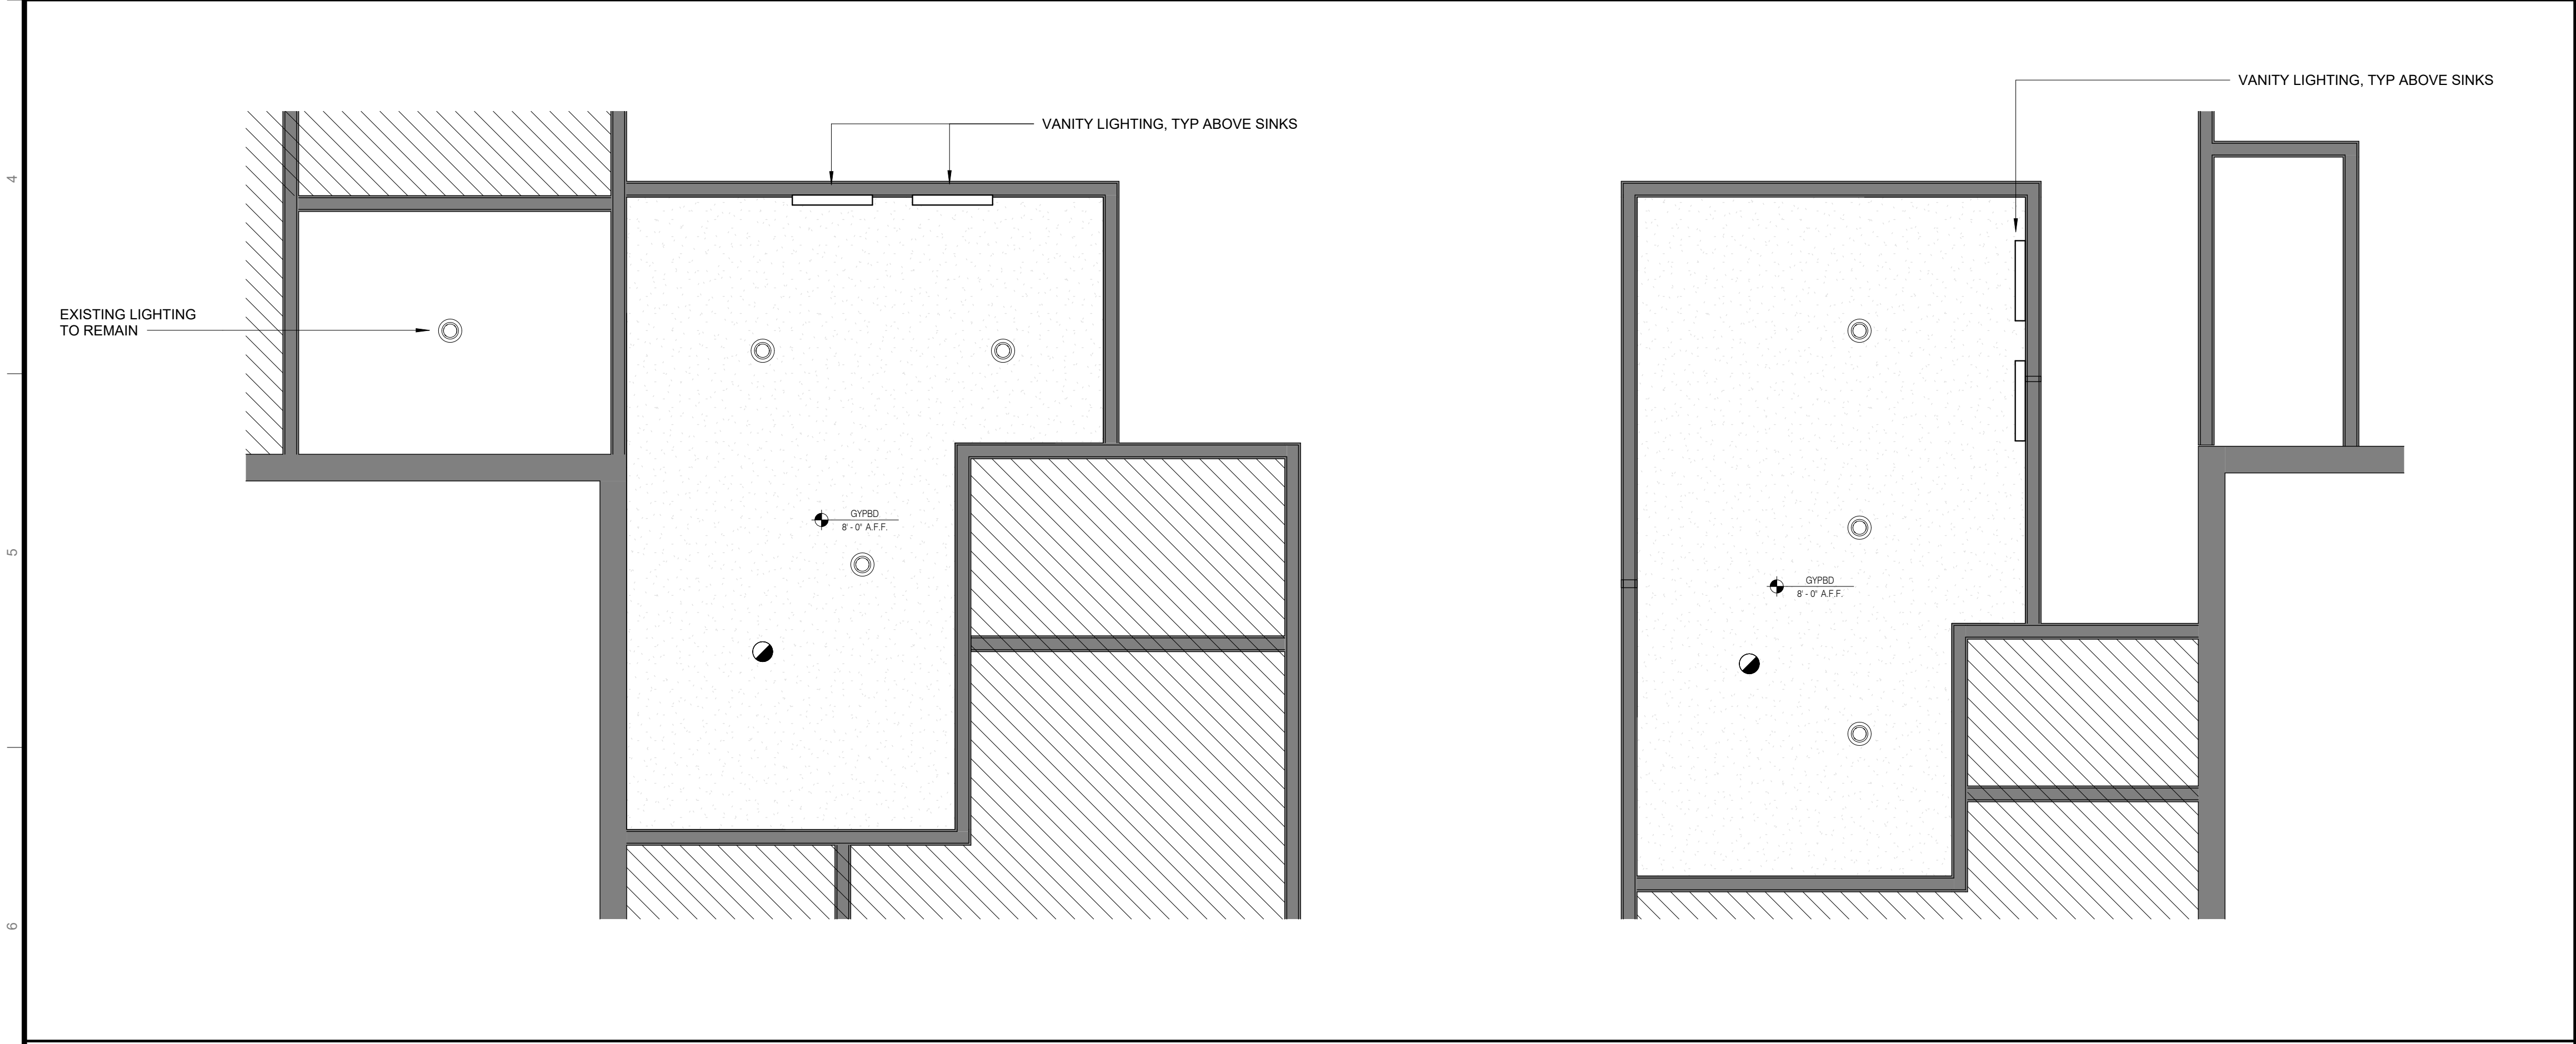 VANITY LIGHTING, TYP ABOVE SINKS
VANITY LIGHTING, TYP ABOVE SINKS
4
EXISTING LIGHTING
TO REMAIN
GYPBD
8' - 0" A.F.F.
5
GYPBD
8' - 0" A.F.F.
6